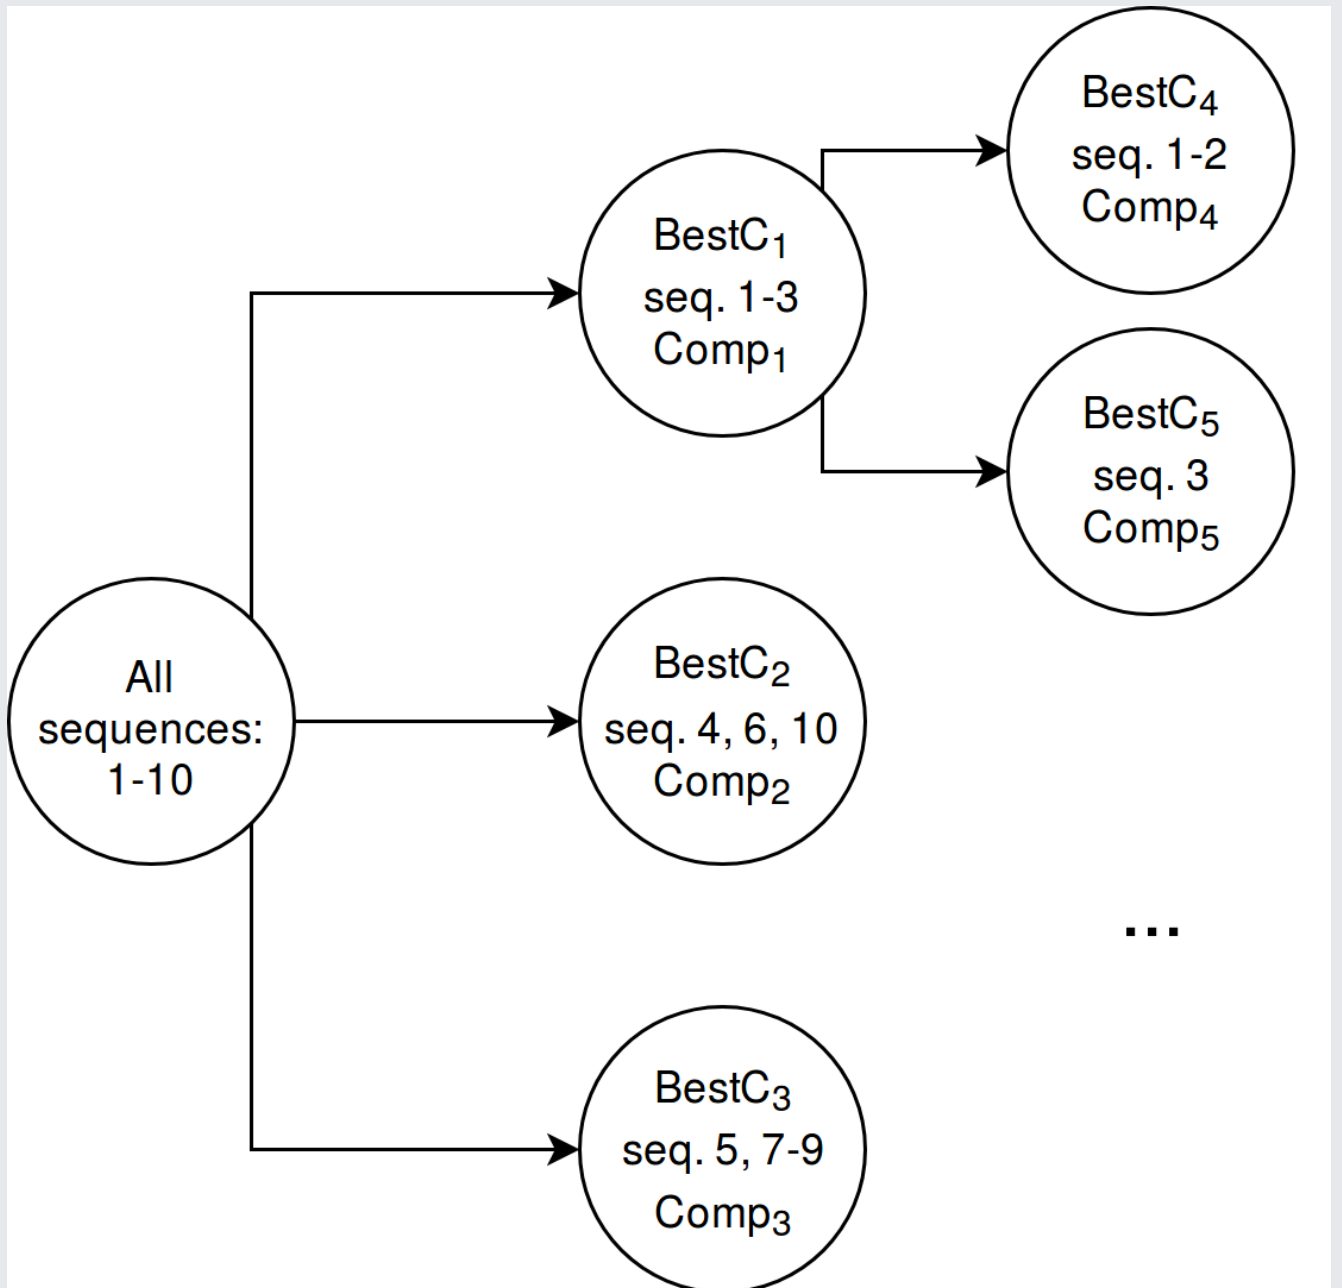 All
sequences:
1-10
BestC₁
seq. 1-3
Comp₁
BestC₄
seq. 1-2
Comp₄
BestC₅
seq. 3
Comp₅
BestC₂
seq. 4, 6, 10
Comp₂
BestC₃
seq. 5, 7-9
Comp₃
...